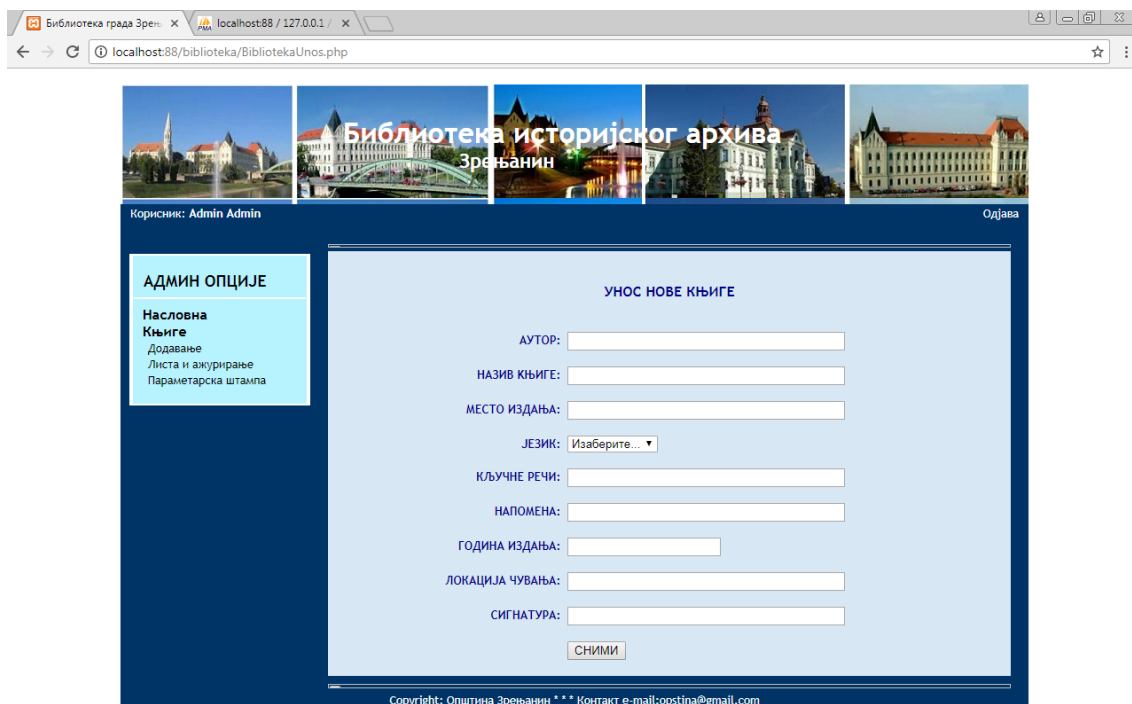 Библиотека града Зрењ
localhost:88 / 127.0.0.1 /
localhost:88/biblioteka/BibliotekaUnos.php
Библиотека историјског архива
Зрењанин
Корисник: Admin Admin
Одјава
АДМИН ОПЦИЈЕ
Насловна
Књиге
Додавање
Листа и ажурирање
Параметарска штампа
УНОС НОВЕ КЊИГЕ
АУТОР:
НАЗИВ КЊИГЕ:
МЕСТО ИЗДАЊА:
ЈЕЗИК: Изаберите...
КЉУЧНЕ РЕЧИ:
НАПОМЕНА:
ГОДИНА ИЗДАЊА:
ЛОКАЦИЈА ЧУВАЊА:
СИГНАТУРА:
СНИМИ
Copyright: Општина Зрењанин * * * Контакт e-mail:opstina@gmail.com